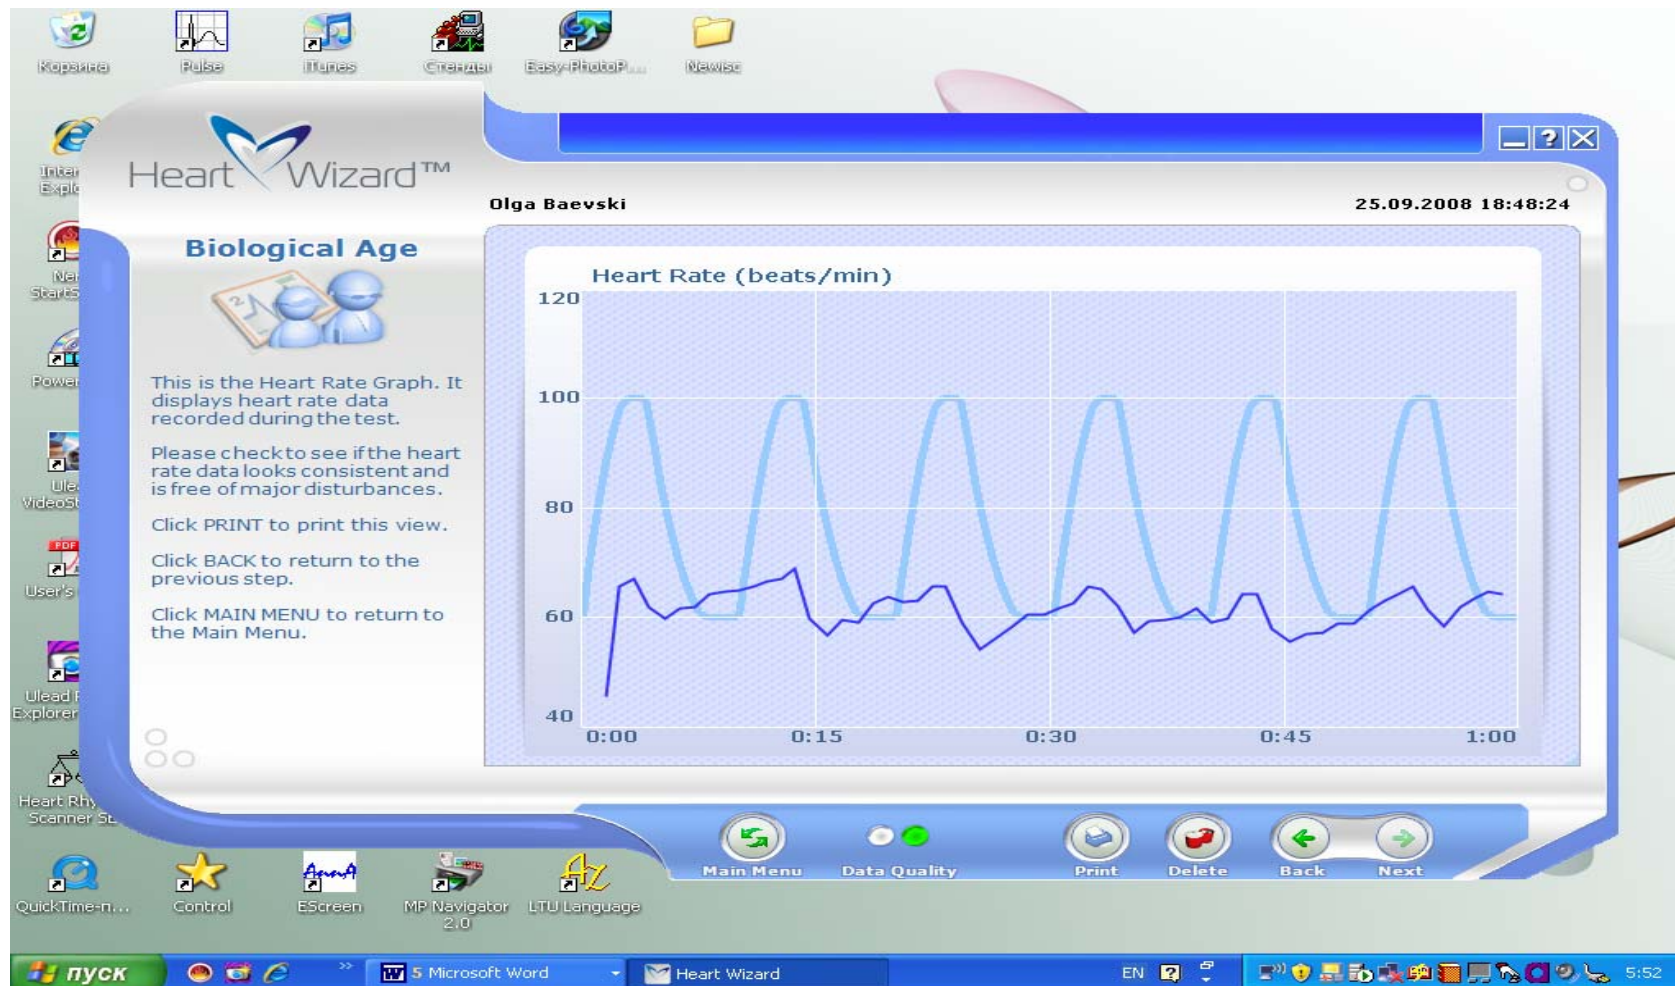 Корзина
Pulse
iTunes
Стенды
Easy-PhotoP...
Newisc
Heart Wizard™
Olga Baevski
25.09.2008 18:48:24
Biological Age
This is the Heart Rate Graph. It
displays heart rate data
recorded during the test.
Please check to see if the heart
rate data looks consistent and
is free of major disturbances.
Click PRINT to print this view.
Click BACK to return to the
previous step.
Click MAIN MENU to return to
the Main Menu.
Heart Rate (beats/min)
120
100
80
60
40
0:00
0:15
0:30
0:45
1:00
User's
Explorer
Heart Rhy
Scanner SE
Main Menu
Data Quality
Print
Delete
Back
Next
QuickTime-п...
Control
EScreen
MP Navigator
2.0
LTU Language
пуск
5 Microsoft Word
Heart Wizard
EN
5:52